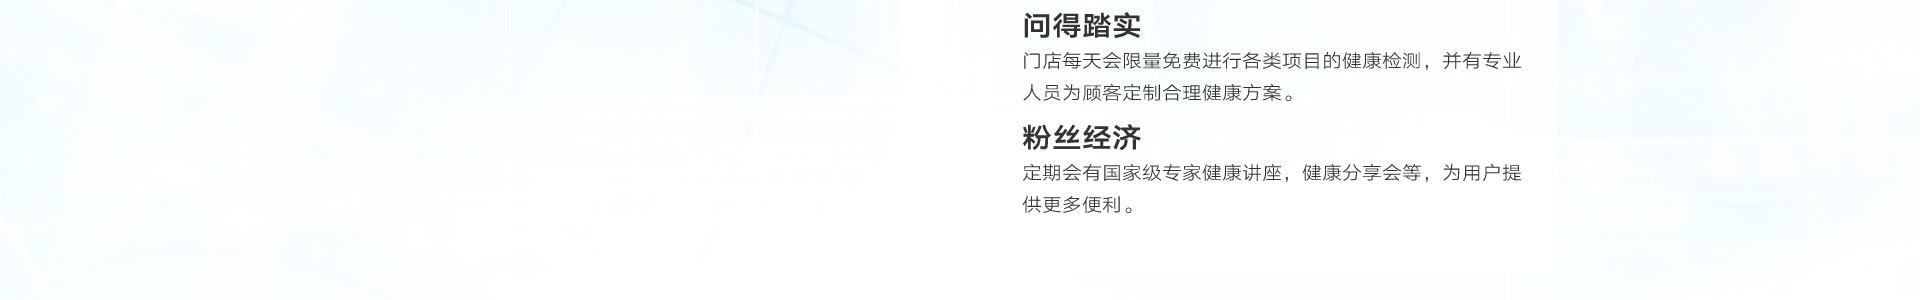 问得踏实
门店每天会限量免费进行各类项目的健康检测，并有专业
人员为顾客定制合理健康方案。
粉丝经济
定期会有国家级专家健康讲座，健康分享会等，为用户提
供更多便利。